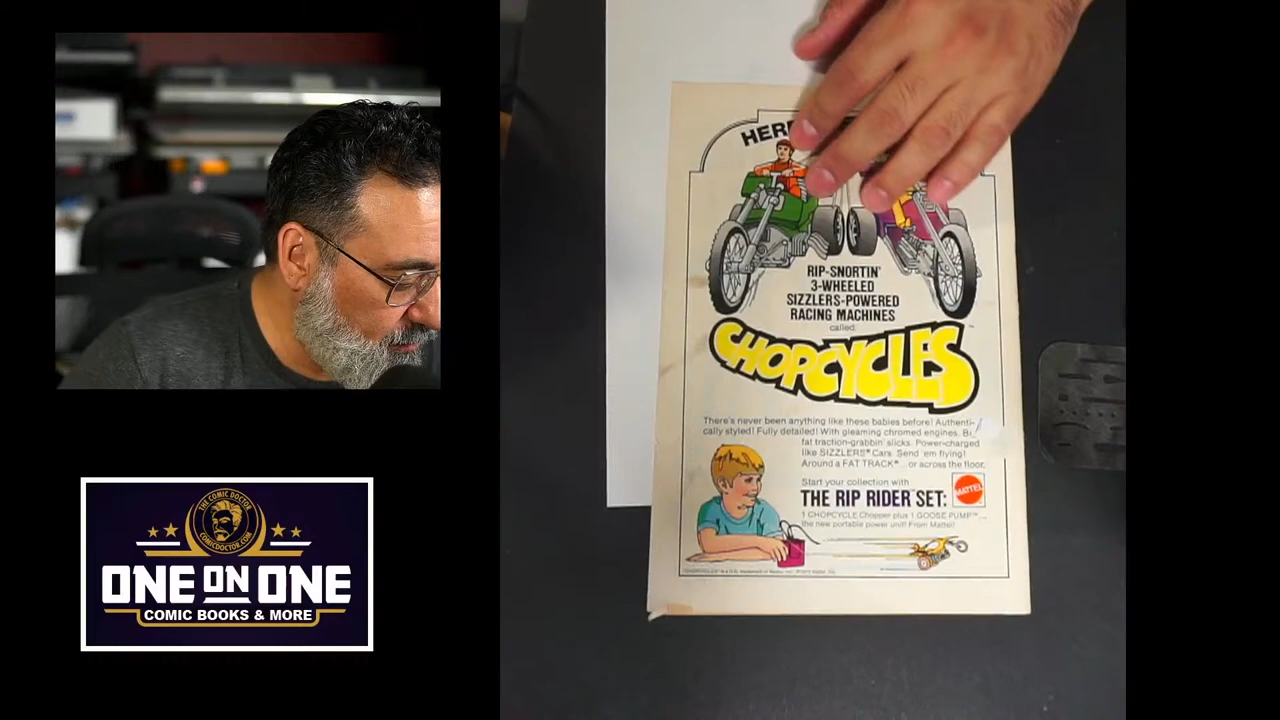 HERE
RIP-SNORTIN'
3-WHEELED
SIZZLERS-POWERED
RACING MACHINES
called:
CHOPCYCLES™
There's never been anything like these babies before! Authenti-
cally styled! Fully detailed! With gleaming chromed engines. Bi
fat traction-grabbin' slicks. Power-charged
like SIZZLERS® Cars. Send 'em flying!
Around a FAT TRACK®... or across the floor.
Start your collection with
THE RIP RIDER SET:
MATTEL
1 CHOPCYCLE Chopper plus 1 GOOSE PUMP™...
the new portable power unit! From Mattel!
THE COMIC DOCTOR
COMICDOCTOR.COM
ONE ON ONE
COMIC BOOKS & MORE